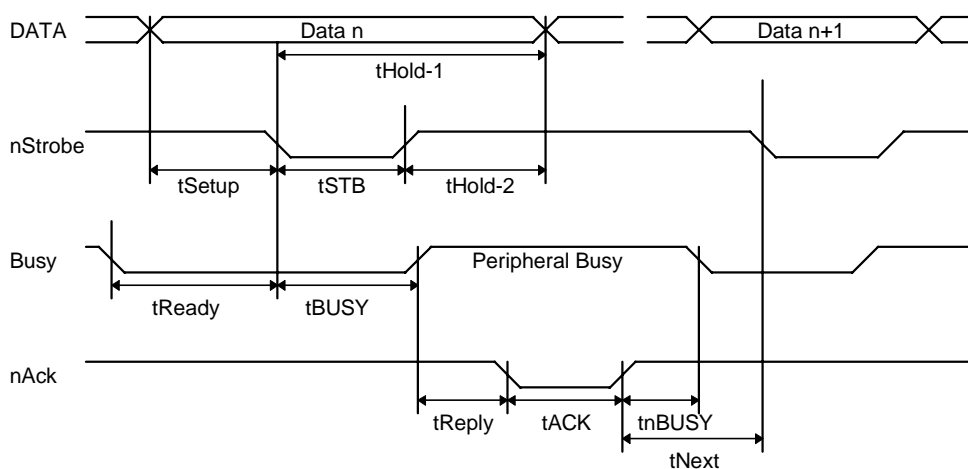 DATA
Data n
Data n+1
tHold-1
nStrobe
tSetup
tSTB
tHold-2
Busy
Peripheral Busy
tReady
tBUSY
nAck
tReply
tACK
tnBUSY
tNext